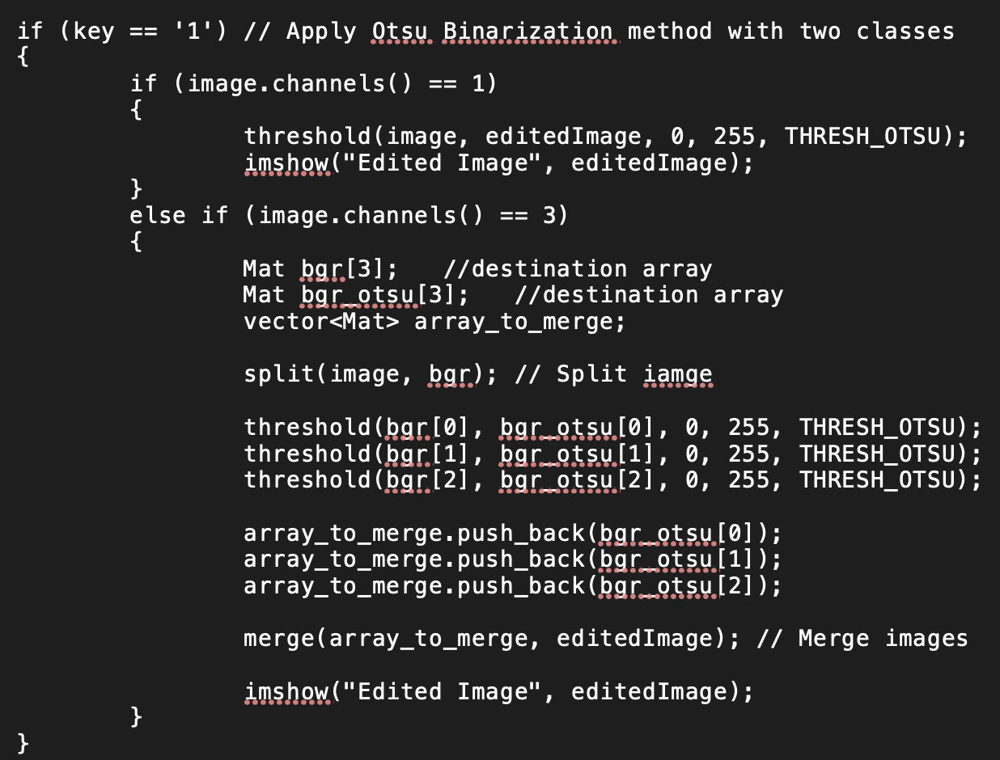 if (key == '1') // Apply Otsu Binarization method with two classes
{
if (image.channels() == 1)
{
threshold(image, editedImage, 0, 255, THRESH_OTSU);
imshow("Edited Image", editedImage);
}
else if (image.channels() == 3)
{
Mat bgr[3];   //destination array
Mat bgr_otsu[3];   //destination array
vector<Mat> array_to_merge;
split(image, bgr); // Split iamge
threshold(bgr[0], bgr_otsu[0], 0, 255, THRESH_OTSU);
threshold(bgr[1], bgr_otsu[1], 0, 255, THRESH_OTSU);
threshold(bgr[2], bgr_otsu[2], 0, 255, THRESH_OTSU);
array_to_merge.push_back(bgr_otsu[0]);
array_to_merge.push_back(bgr_otsu[1]);
array_to_merge.push_back(bgr_otsu[2]);
merge(array_to_merge, editedImage); // Merge images
imshow("Edited Image", editedImage);
}
}